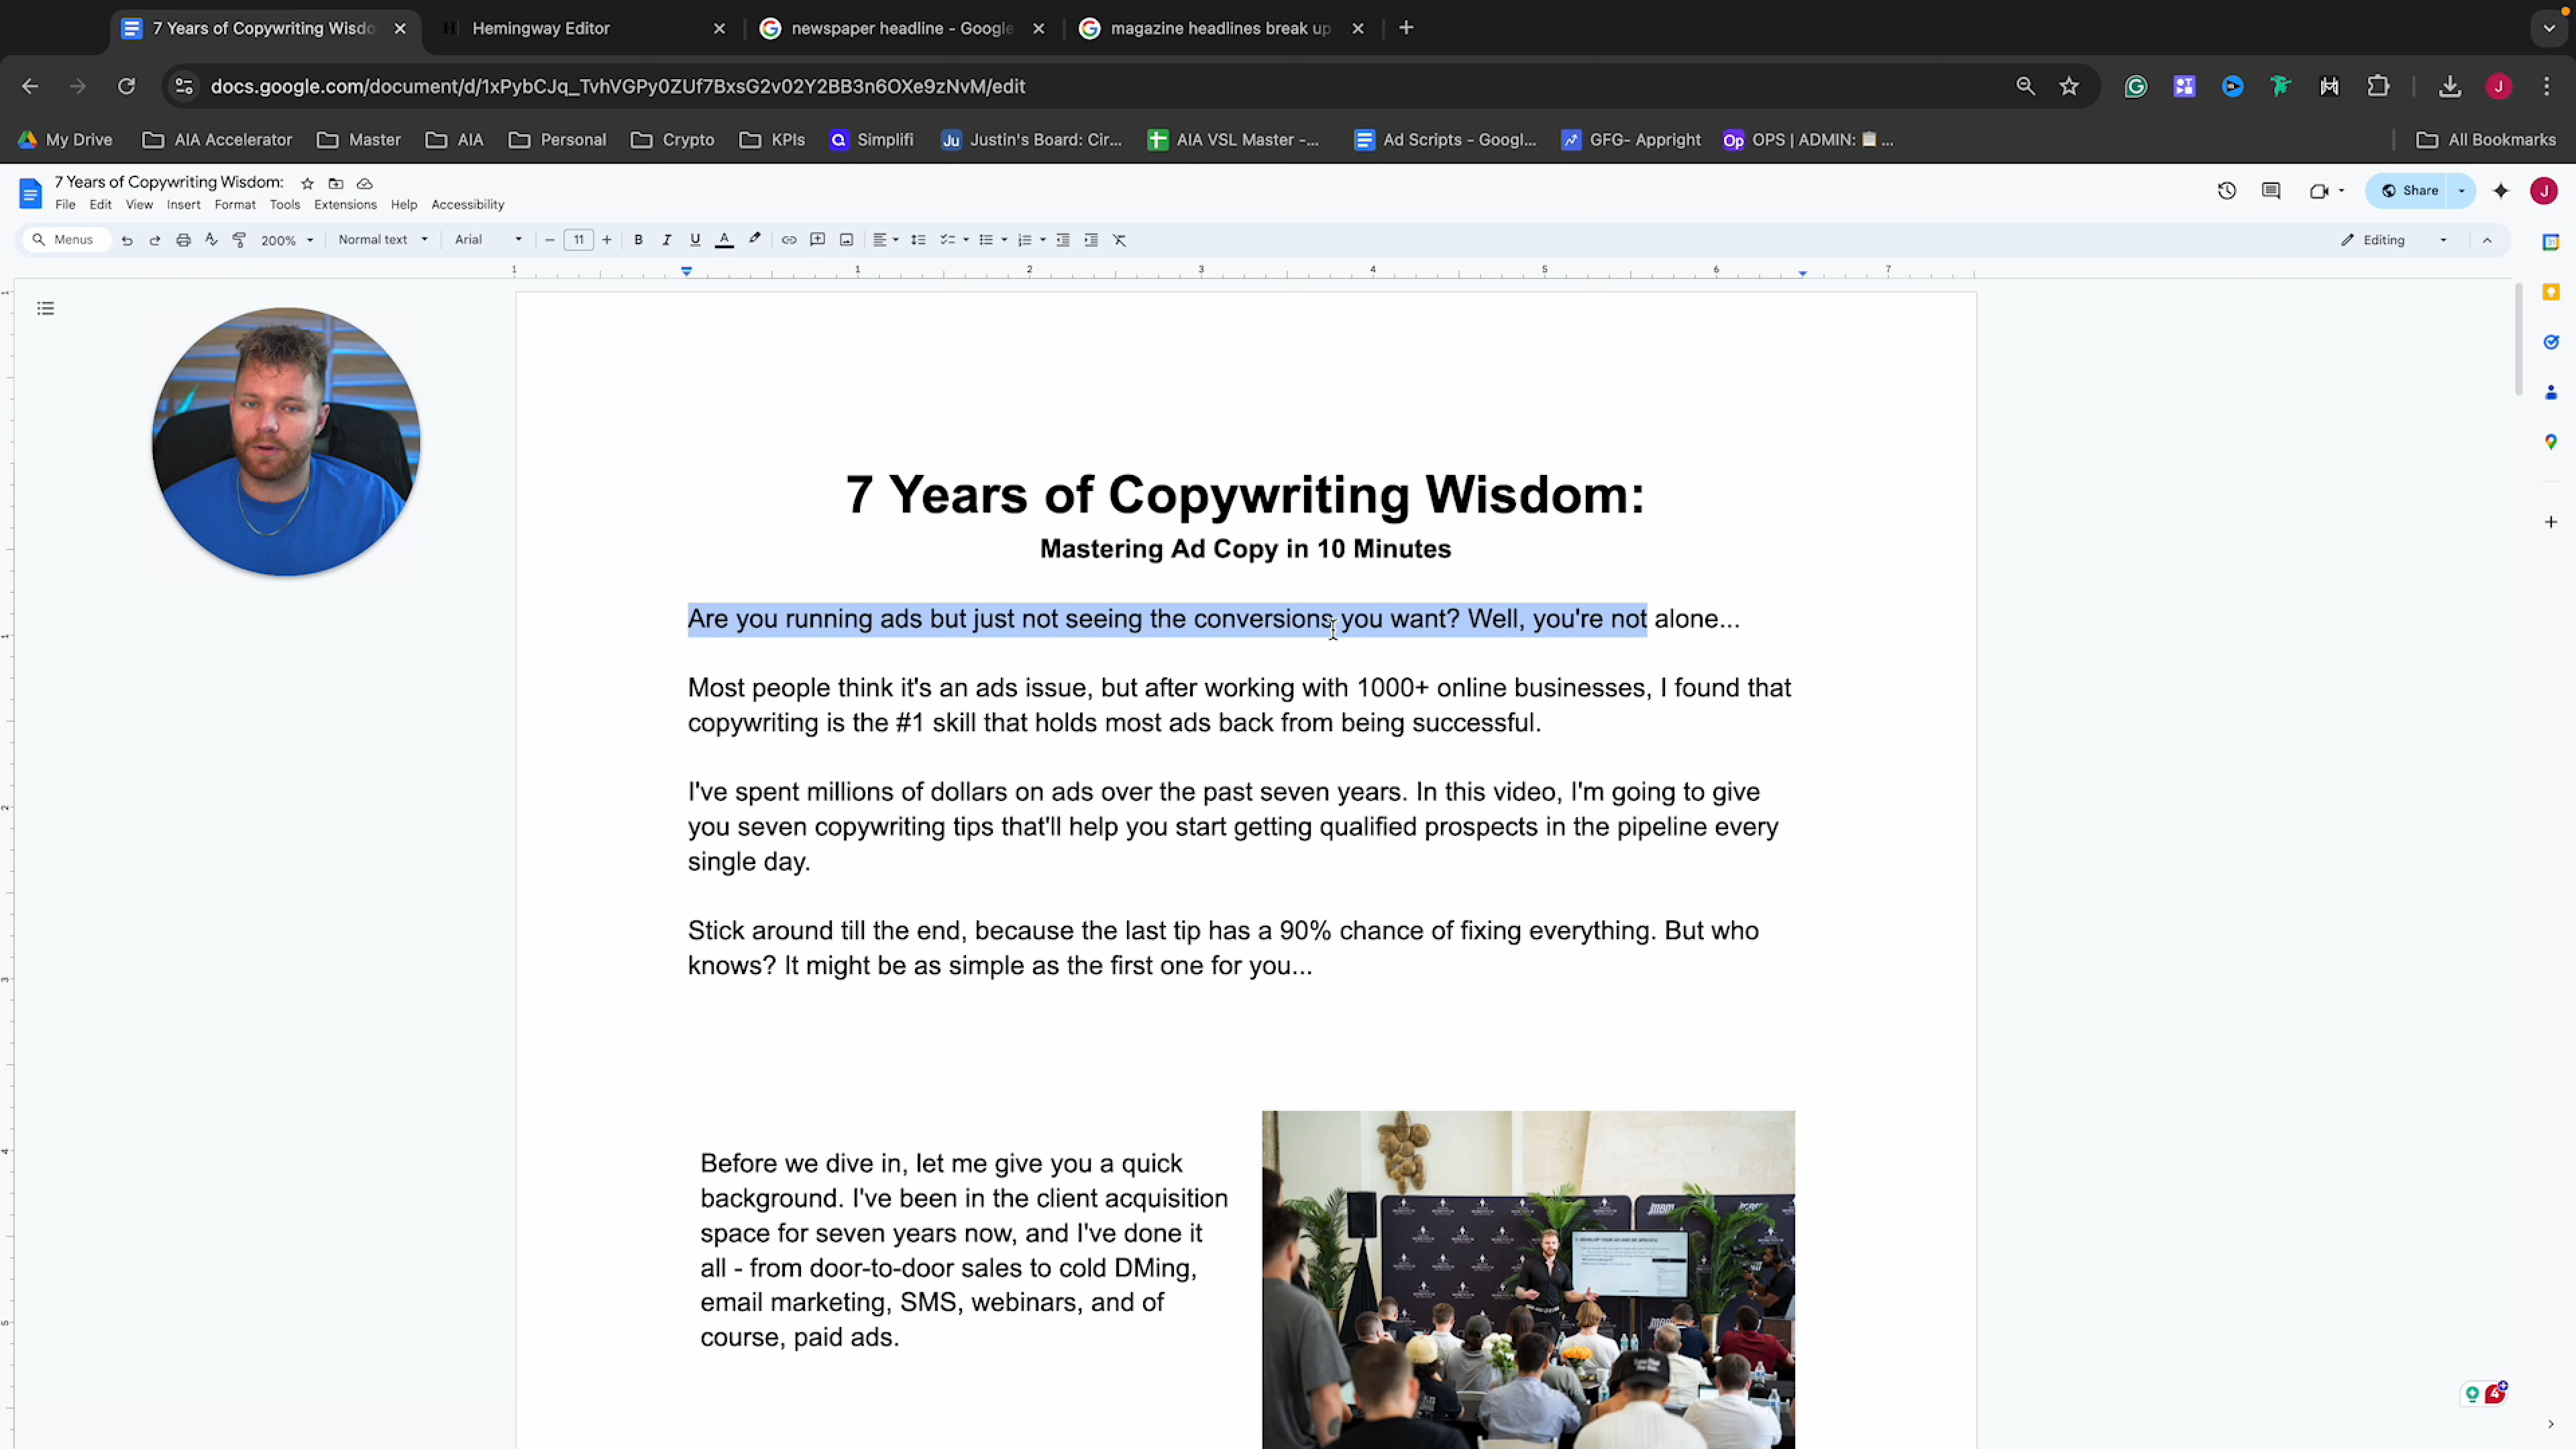 7 Years of Copywriting Wisdo
Hemingway Editor
newspaper headline - Google
magazine headlines break up
docs.google.com/document/d/1xPybCJq_TvhVGPy0ZUf7BxsG2v02Y2BB3n6OXe9zNvM/edit
My Drive
AIA Accelerator
Master
AIA
Personal
Crypto
KPIs
Simplifi
Justin's Board: Cir...
AIA VSL Master -...
Ad Scripts - Googl...
GFG- Appright
OPS | ADMIN: 📋 ...
All Bookmarks
7 Years of Copywriting Wisdom:
File Edit View Insert Format Tools Extensions Help Accessibility
Share
Menus
200%
Normal text
Arial
11
Editing
1 1 2 3 4 5 6 7
7 Years of Copywriting Wisdom:
Mastering Ad Copy in 10 Minutes
Are you running ads but just not seeing the conversions you want? Well, you're not alone...
Most people think it's an ads issue, but after working with 1000+ online businesses, I found that
copywriting is the #1 skill that holds most ads back from being successful.
I've spent millions of dollars on ads over the past seven years. In this video, I'm going to give
you seven copywriting tips that'll help you start getting qualified prospects in the pipeline every
single day.
Stick around till the end, because the last tip has a 90% chance of fixing everything. But who
knows? It might be as simple as the first one for you...
Before we dive in, let me give you a quick
background. I've been in the client acquisition
space for seven years now, and I've done it
all - from door-to-door sales to cold DMing,
email marketing, SMS, webinars, and of
course, paid ads.